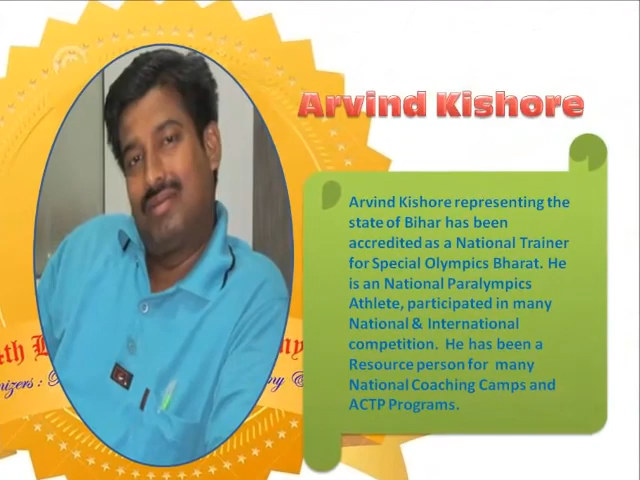 Arvind Kishore
Arvind Kishore representing the
state of Bihar has been
accredited as a National Trainer
for Special Olympics Bharat. He
is an National Paralympics
Athlete, participated in many
National & International
competition. He has been a
Resource person for many
National Coaching Camps and
ACTP Programs.